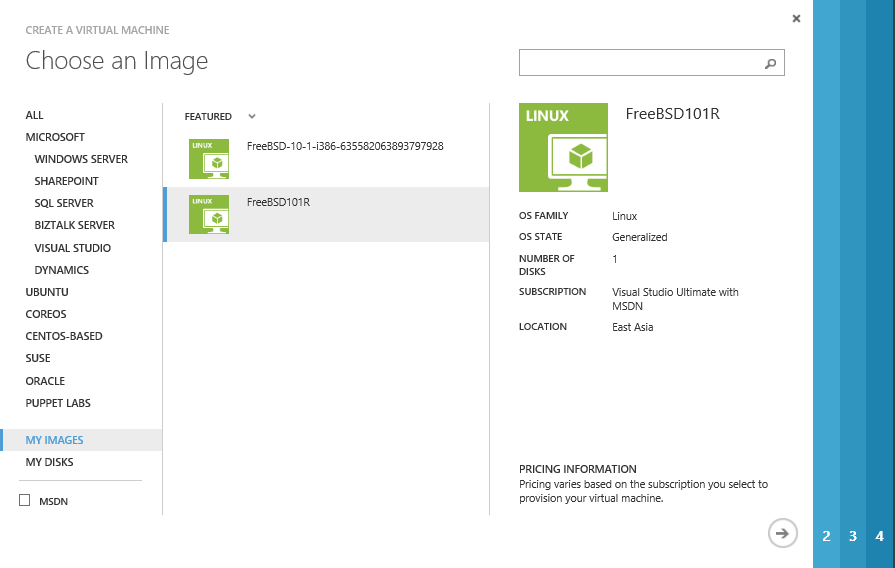 CREATE A VIRTUAL MACHINE
Choose an Image
ALL
MICROSOFT
WINDOWS SERVER
SHAREPOINT
SQL SERVER
BIZTALK SERVER
VISUAL STUDIO
DYNAMICS
UBUNTU
COREOS
CENTOS-BASED
SUSE
ORACLE
PUPPET LABS
MY IMAGES
MY DISKS
MSDN
FEATURED
LINUX
FreeBSD-10-1-i386-635582063893797928
LINUX
FreeBSD101R
LINUX
FreeBSD101R
OS FAMILY Linux
OS STATE Generalized
NUMBER OF 1
DISKS
SUBSCRIPTION Visual Studio Ultimate with
MSDN
LOCATION East Asia
PRICING INFORMATION
Pricing varies based on the subscription you select to
provision your virtual machine.
2 3 4